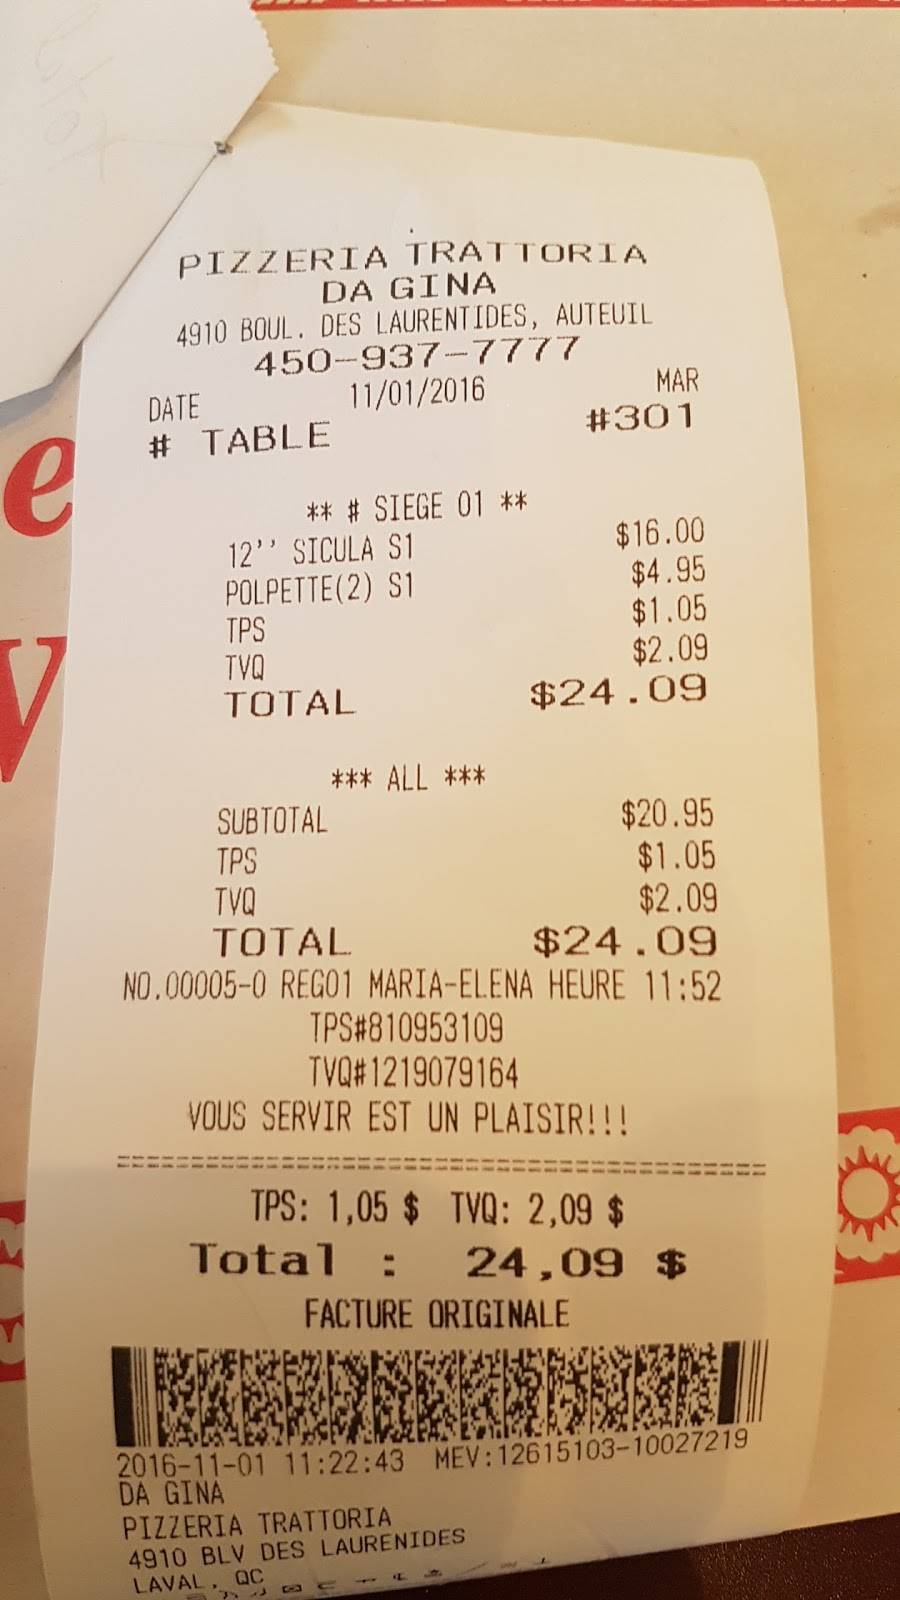 PIZZERIA TRATTORIA
DA GINA
4910 BOUL. DES LAURENTIDES, AUTEUIL
450-937-7777
DATE 11/01/2016 MAR
# TABLE #301
** # SIEGE 01 **
12'' SICULA S1 $16.00
POLPETTE(2) S1 $4.95
TPS $1.05
TVQ $2.09
TOTAL $24.09
*** ALL ***
SUBTOTAL $20.95
TPS $1.05
TVQ $2.09
TOTAL $24.09
NO.00005-0 REG01 MARIA-ELENA HEURE 11:52
TPS#810953109
TVQ#1219079164
VOUS SERVIR EST UN PLAISIR!!!
TPS: 1,05 $ TVQ: 2,09 $
Total : 24,09 $
FACTURE ORIGINALE
2016-11-01 11:22:43 MEV:12615103-10027219
DA GINA
PIZZERIA TRATTORIA
4910 BLV DES LAURENIDES
LAVAL, QC
e
V